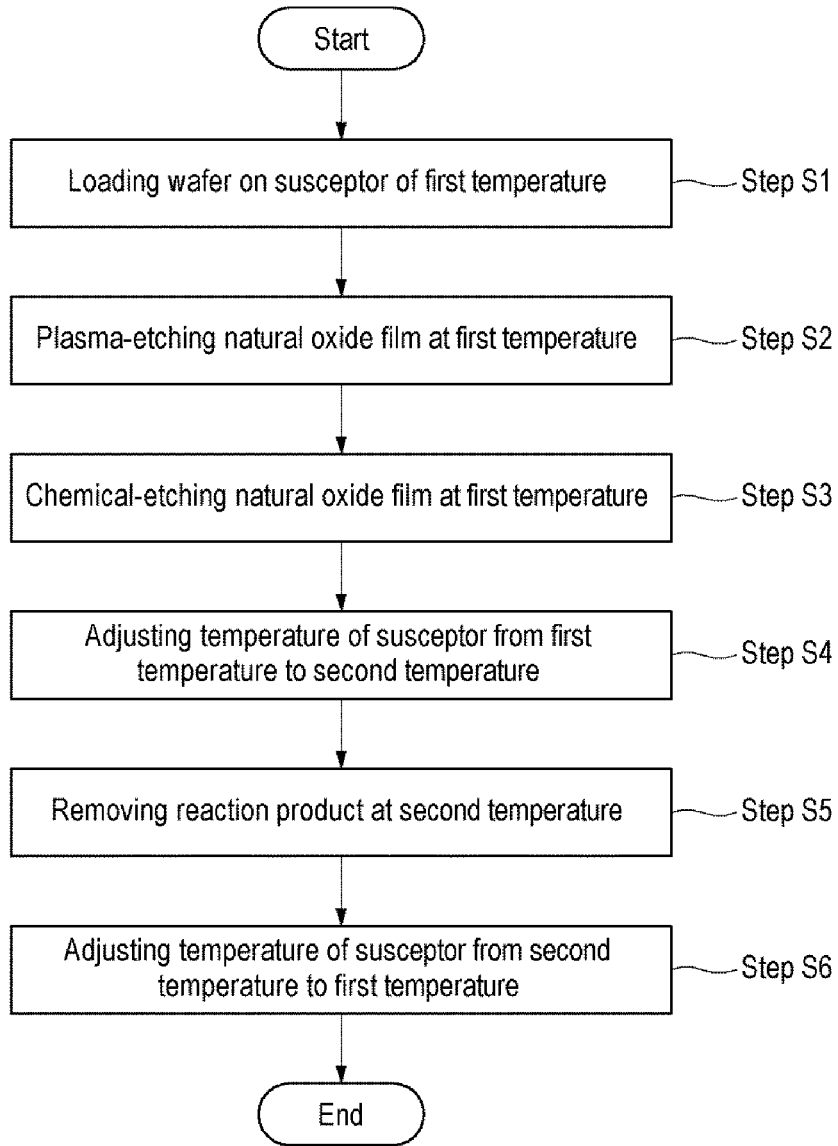 Start
Loading wafer on susceptor of first temperature
Step S1
Plasma-etching natural oxide film at first temperature
Step S2
Chemical-etching natural oxide film at first temperature
Step S3
Adjusting temperature of susceptor from first
temperature to second temperature
Step S4
Removing reaction product at second temperature
Step S5
Adjusting temperature of susceptor from second
temperature to first temperature
Step S6
End